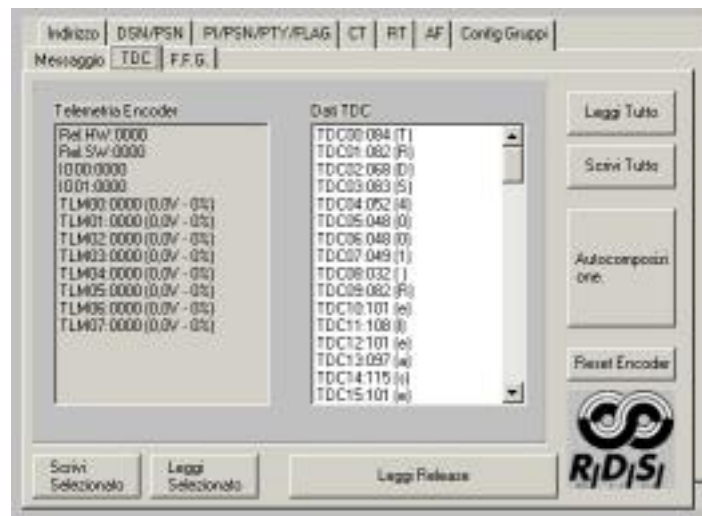 Indirizzo DSN/PSN PI/PSN/PTY/FLAG CT RT AF Config Gruppi
Messaggio TDC F.F.G.
Telemetria Encoder
Rel.HW:0000
Rel.SW:0000
IO00:0000
IO01:0000
TLM00:0000 (0,0V - 0%)
TLM01:0000 (0,0V - 0%)
TLM02:0000 (0,0V - 0%)
TLM03:0000 (0,0V - 0%)
TLM04:0000 (0,0V - 0%)
TLM05:0000 (0,0V - 0%)
TLM06:0000 (0,0V - 0%)
TLM07:0000 (0,0V - 0%)
Dati TDC
TDC00:084 (T)
TDC01:082 (R)
TDC02:068 (D)
TDC03:083 (S)
TDC04:052 (4)
TDC05:048 (0)
TDC06:048 (0)
TDC07:049 (1)
TDC08:032 ( )
TDC09:082 (R)
TDC10:101 (e)
TDC11:108 (l)
TDC12:101 (e)
TDC13:097 (a)
TDC14:115 (s)
TDC15:101 (e)
Leggi Tutto
Scrivi Tutto
Autocomposizi
one.
Reset Encoder
R/D/S/
Scrivi
Selezionato
Leggi
Selezionato
Leggi Release